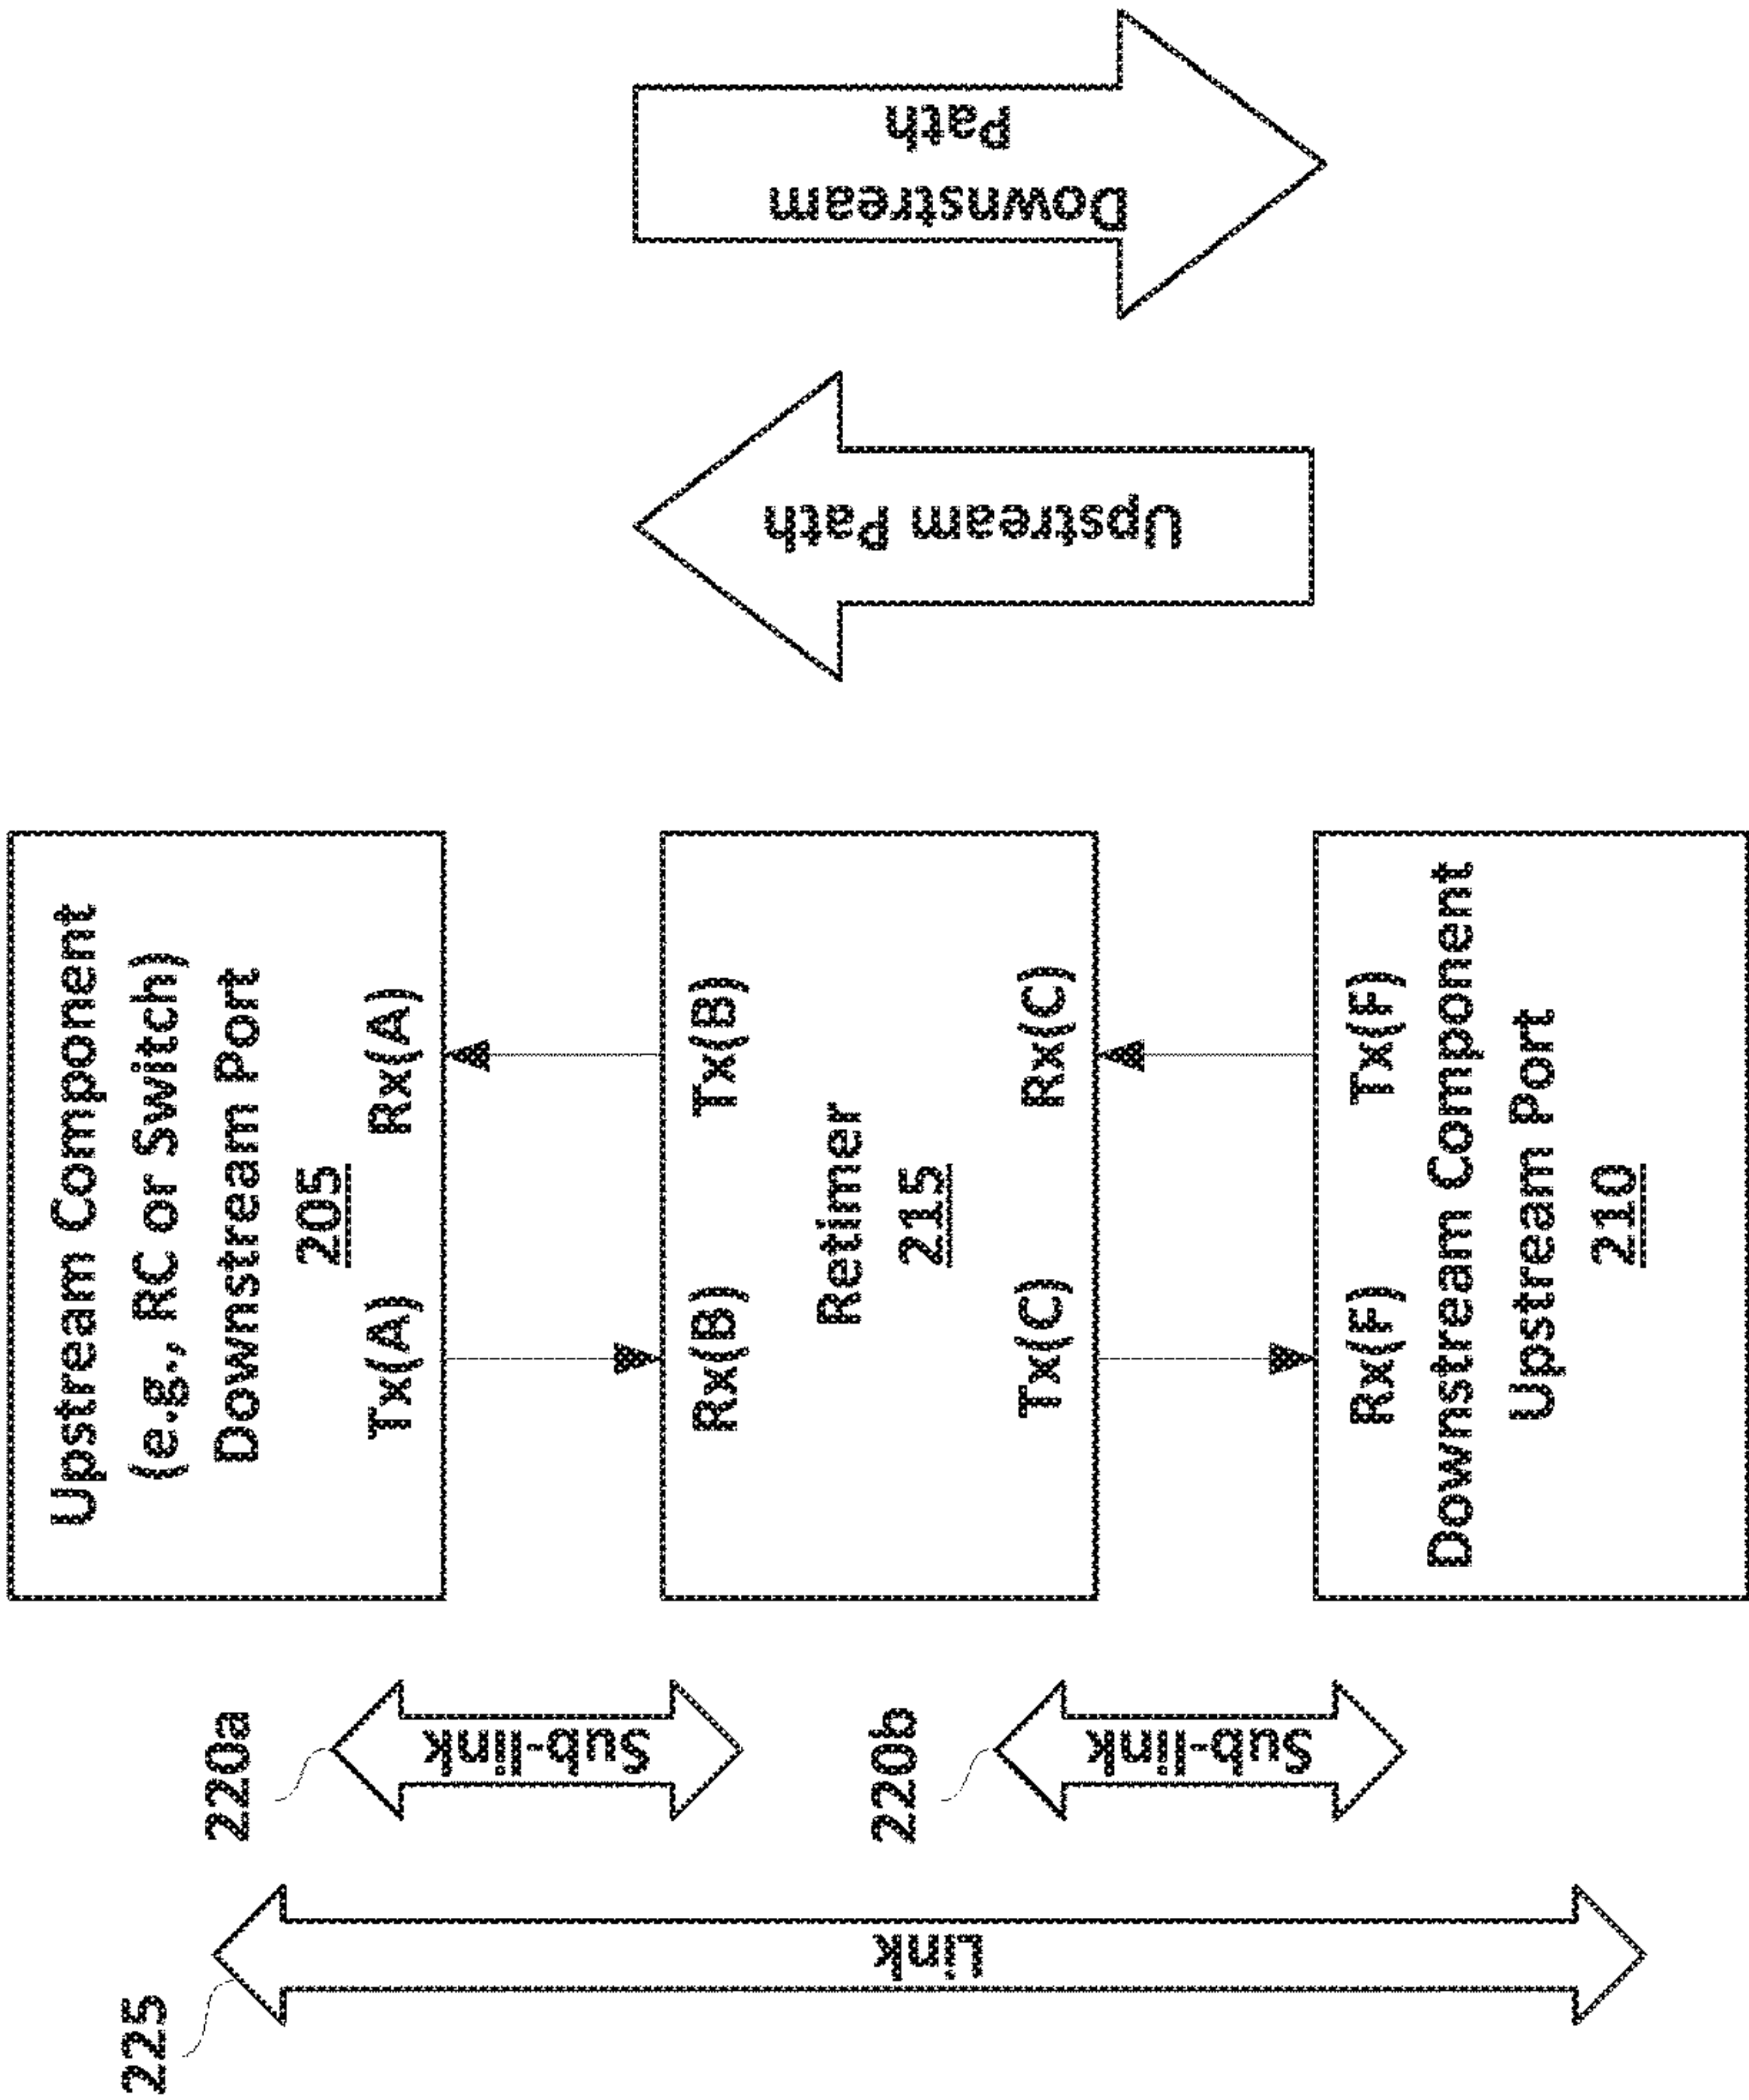 225
Link
220a
Sub-link
220b
Sub-link
Upstream Component
(e.g., RC or Switch)
Downstream Port
205
Tx(A)
Rx(A)
Rx(B)
Tx(B)
Retimer
215
Tx(C)
Rx(C)
Rx(F)
Tx(F)
Downstream Component
Upstream Port
210
Upstream Path
Downstream
Path